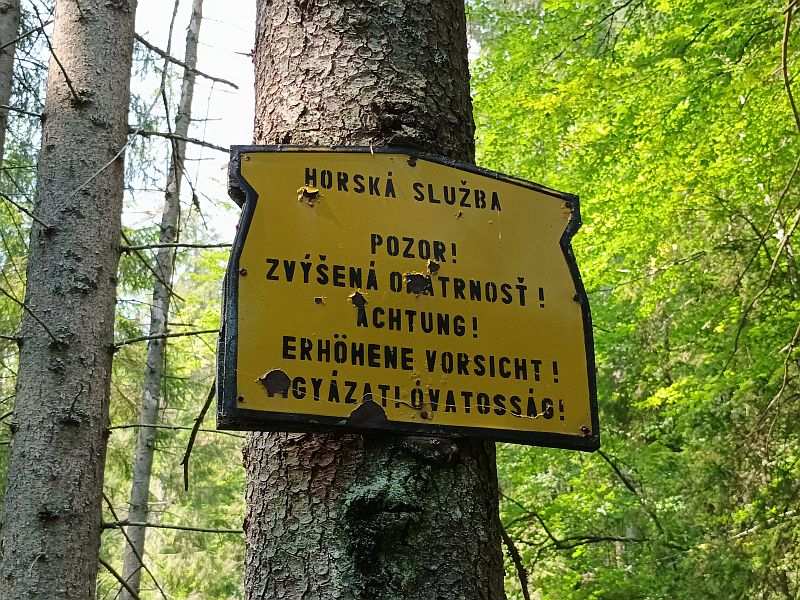 HORSKÁ SLUŽBA
POZOR!
ZVÝŠENÁ OPATRNOSŤ!
ACHTUNG!
ERHÖHENE VORSICHT!
VIGYÁZAT! ÓVATOSSÁG!